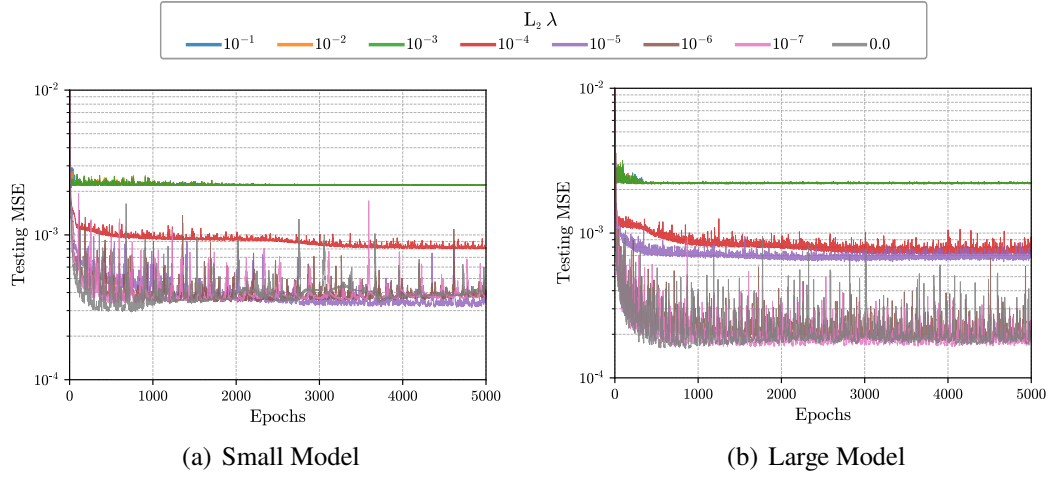 L₂ λ
10⁻¹ 10⁻² 10⁻³ 10⁻⁴ 10⁻⁵ 10⁻⁶ 10⁻⁷ 0.0
10⁻²
10⁻³
10⁻⁴
Testing MSE
0 1000 2000 3000 4000 5000
Epochs
(a) Small Model
10⁻²
10⁻³
10⁻⁴
Testing MSE
0 1000 2000 3000 4000 5000
Epochs
(b) Large Model